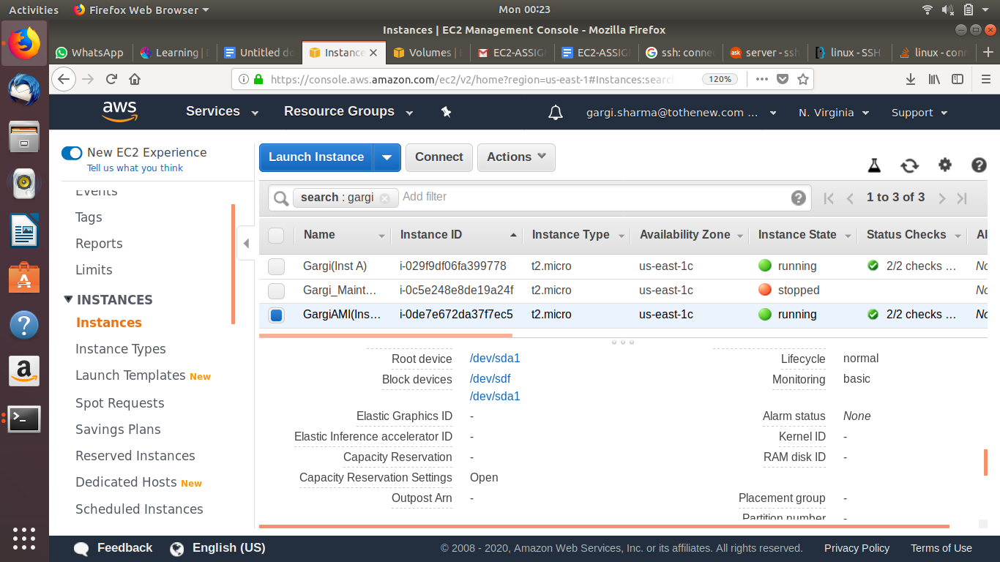 Activities Firefox Web Browser Mon 00:23
Instances | EC2 Management Console - Mozilla Firefox
WhatsApp Learning | Untitled do Instance Volumes | EC2-ASSIG EC2-ASSIG ssh: conne server - ssh linux - SSH linux - conn
https://console.aws.amazon.com/ec2/v2/home?region=us-east-1#Instances:search 120%
aws Services Resource Groups gargi.sharma@tothenew.com ... N. Virginia Support
New EC2 Experience
Tell us what you think
Events
Tags
Reports
Limits
INSTANCES
Instances
Instance Types
Launch Templates New
Spot Requests
Savings Plans
Reserved Instances
Dedicated Hosts New
Scheduled Instances
Launch Instance Connect Actions
search : gargi Add filter 1 to 3 of 3
Name Instance ID Instance Type Availability Zone Instance State Status Checks Al
Gargi(Inst A) i-029f9df06fa399778 t2.micro us-east-1c running 2/2 checks ... No
Gargi_Maint... i-0c5e248e8de19a24f t2.micro us-east-1c stopped No
GargiAMI(Ins... i-0de7e672da37f7ec5 t2.micro us-east-1c running 2/2 checks ... No
Root device /dev/sda1 Lifecycle normal
Block devices /dev/sdf Monitoring basic
/dev/sda1
Elastic Graphics ID - Alarm status None
Elastic Inference accelerator ID - Kernel ID -
Capacity Reservation - RAM disk ID -
Capacity Reservation Settings Open
Outpost Arn - Placement group -
Partition number -
Feedback English (US) © 2008 - 2020, Amazon Web Services, Inc. or its affiliates. All rights reserved. Privacy Policy Terms of Use